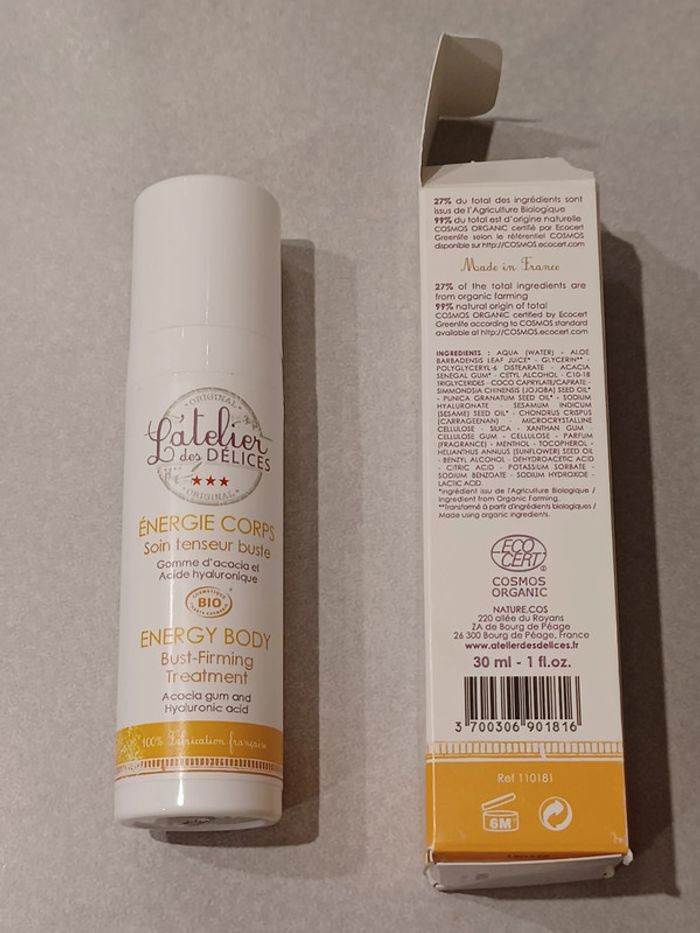 ORIGINAL
L'atelier
des DÉLICES
ORIGINAL
ÉNERGIE CORPS
Soin tenseur buste
Gomme d'acacia et
Acide hyaluronique
BIO
ENERGY BODY
Bust-Firming
Treatment
Acacia gum and
Hyaluronic acid
100% Fabrication française
27% du total des ingrédients sont
issus de l'Agriculture Biologique
99% du total est d'origine naturelle
COSMOS ORGANIC certifié par Ecocert
Greenlife selon le référentiel COSMOS
disponible sur http://COSMOS.ecocert.com
Made in France
27% of the total ingredients are
from organic farming
99% natural origin of total
COSMOS ORGANIC certified by Ecocert
Greenlife according to COSMOS standard
available at http://COSMOS.ecocert.com
INGREDIENTS : AQUA (WATER) - ALOE
BARBADENSIS LEAF JUICE* - GLYCERIN** -
POLYGLYCERYL-6 DISTEARATE - ACACIA
SENEGAL GUM* - CETYL ALCOHOL - C10-18
TRIGLYCERIDES - COCO CAPRYLATE/CAPRATE -
SIMMONDSIA CHINENSIS (JOJOBA) SEED OIL*
- PUNICA GRANATUM SEED OIL* - SODIUM
HYALURONATE - SESAMUM INDICUM
(SESAME) SEED OIL* - CHONDRUS CRISPUS
(CARRAGEENAN) - MICROCRYSTALLINE
CELLULOSE - SILICA - XANTHAN GUM -
CELLULOSE GUM - CELLULOSE - PARFUM
(FRAGRANCE) - MENTHOL - TOCOPHEROL -
HELIANTHUS ANNUUS (SUNFLOWER) SEED OIL
- BENZYL ALCOHOL - DEHYDROACETIC ACID
- CITRIC ACID - POTASSIUM SORBATE -
SODIUM BENZOATE - SODIUM HYDROXIDE -
LACTIC ACID.
*Ingrédient issu de l'Agriculture Biologique /
Ingredient from Organic Farming.
**Transformé à partir d'ingrédients biologiques /
Made using organic ingredients.
ECO
CERT
COSMOS
ORGANIC
NATURE.COS
220 allée du Royans
ZA de Bourg de Péage
26 300 Bourg de Péage, France
www.atelierdesdelices.fr
30 ml - 1 fl.oz.
3 700306 901816
Ref 110181
6M